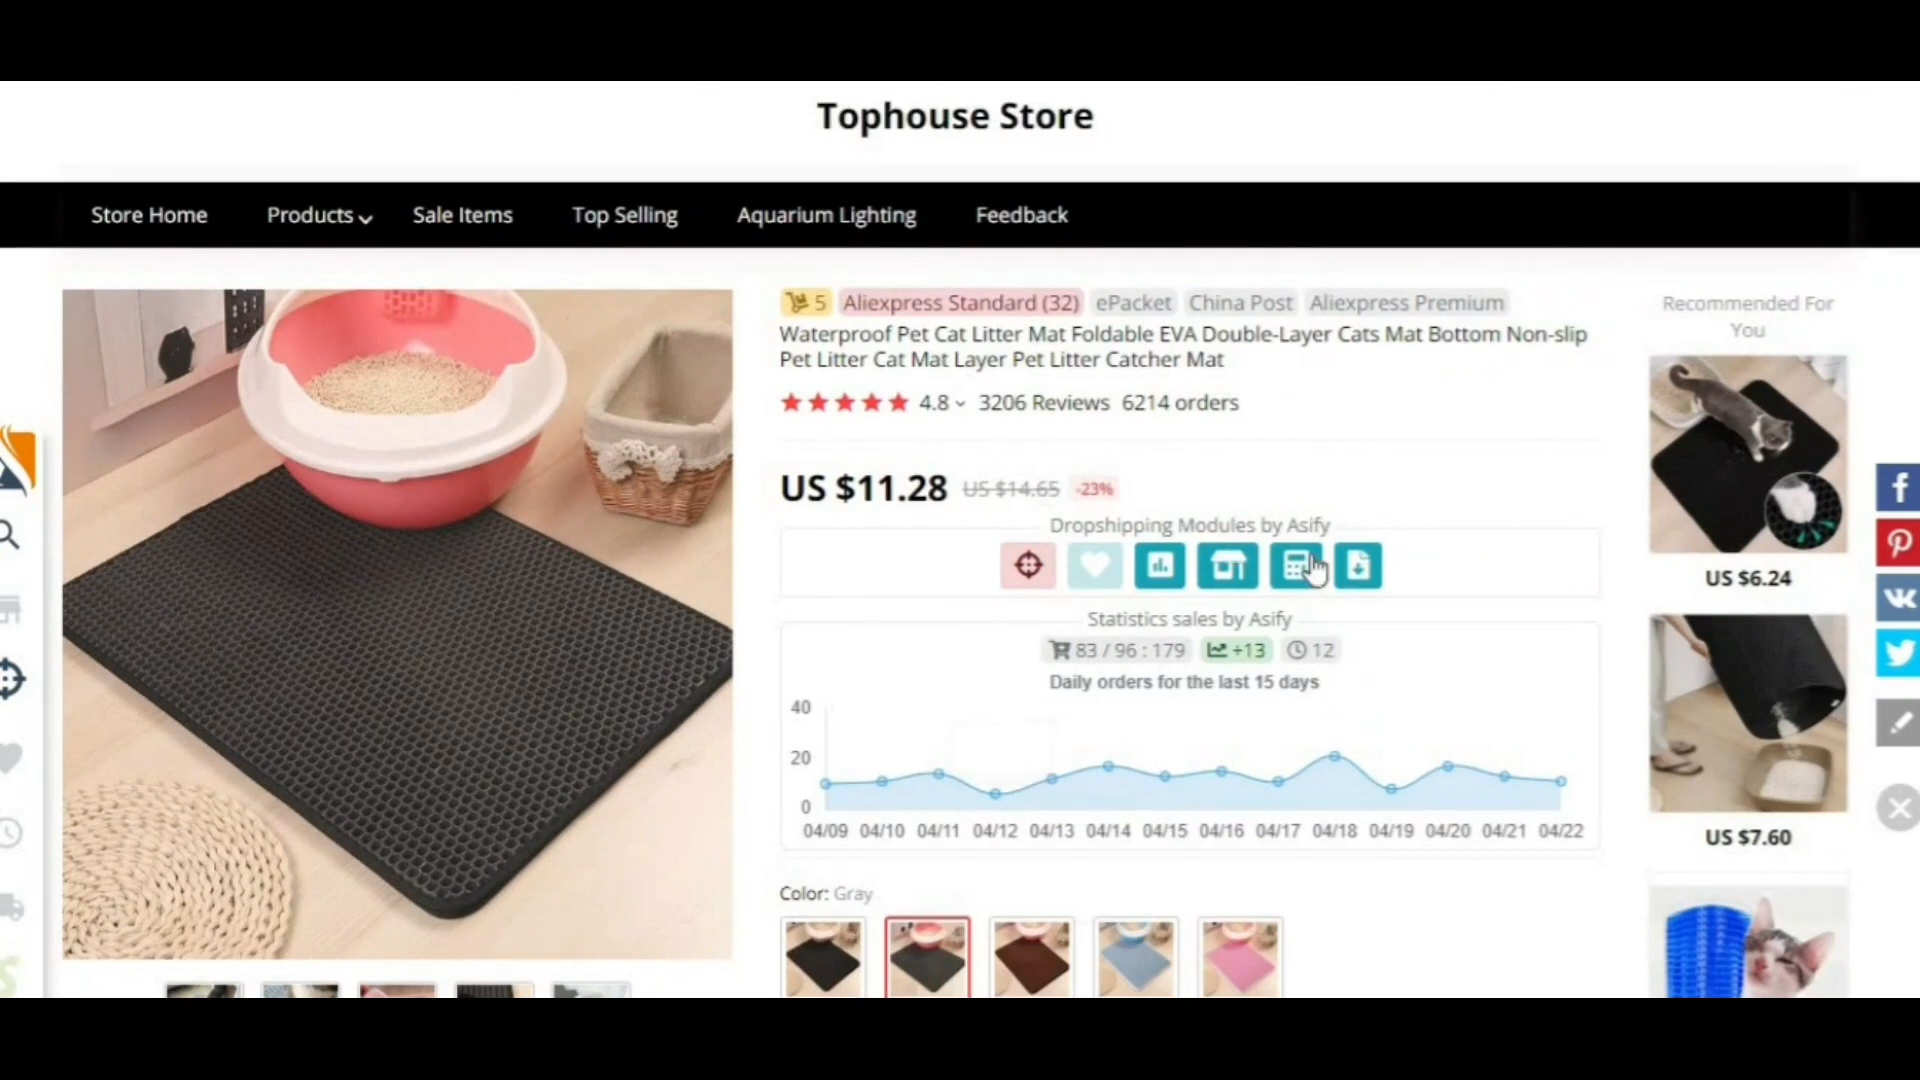 Tophouse Store
Store Home Products Sale Items Top Selling Aquarium Lighting Feedback
5 Aliexpress Standard (32) ePacket China Post Aliexpress Premium
Waterproof Pet Cat Litter Mat Foldable EVA Double-Layer Cats Mat Bottom Non-slip
Pet Litter Cat Mat Layer Pet Litter Catcher Mat
4.8 3206 Reviews 6214 orders
US $11.28 US $14.65 -23%
Dropshipping Modules by Asify
Statistics sales by Asify
83 / 96 : 179 +13 12
Daily orders for the last 15 days
40
20
0
04/09 04/10 04/11 04/12 04/13 04/14 04/15 04/16 04/17 04/18 04/19 04/20 04/21 04/22
Color: Gray
Recommended For
You
US $6.24
US $7.60